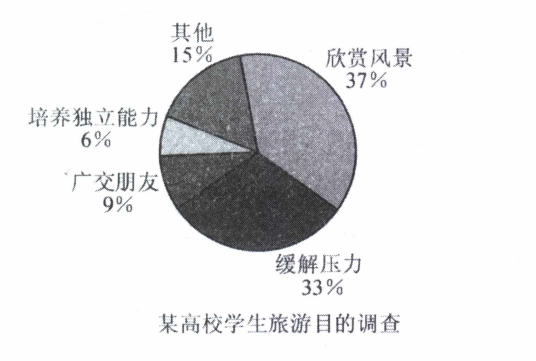 其他
15%
欣赏风景
37%
培养独立能力
6%
广交朋友
9%
缓解压力
33%
某高校学生旅游目的调查